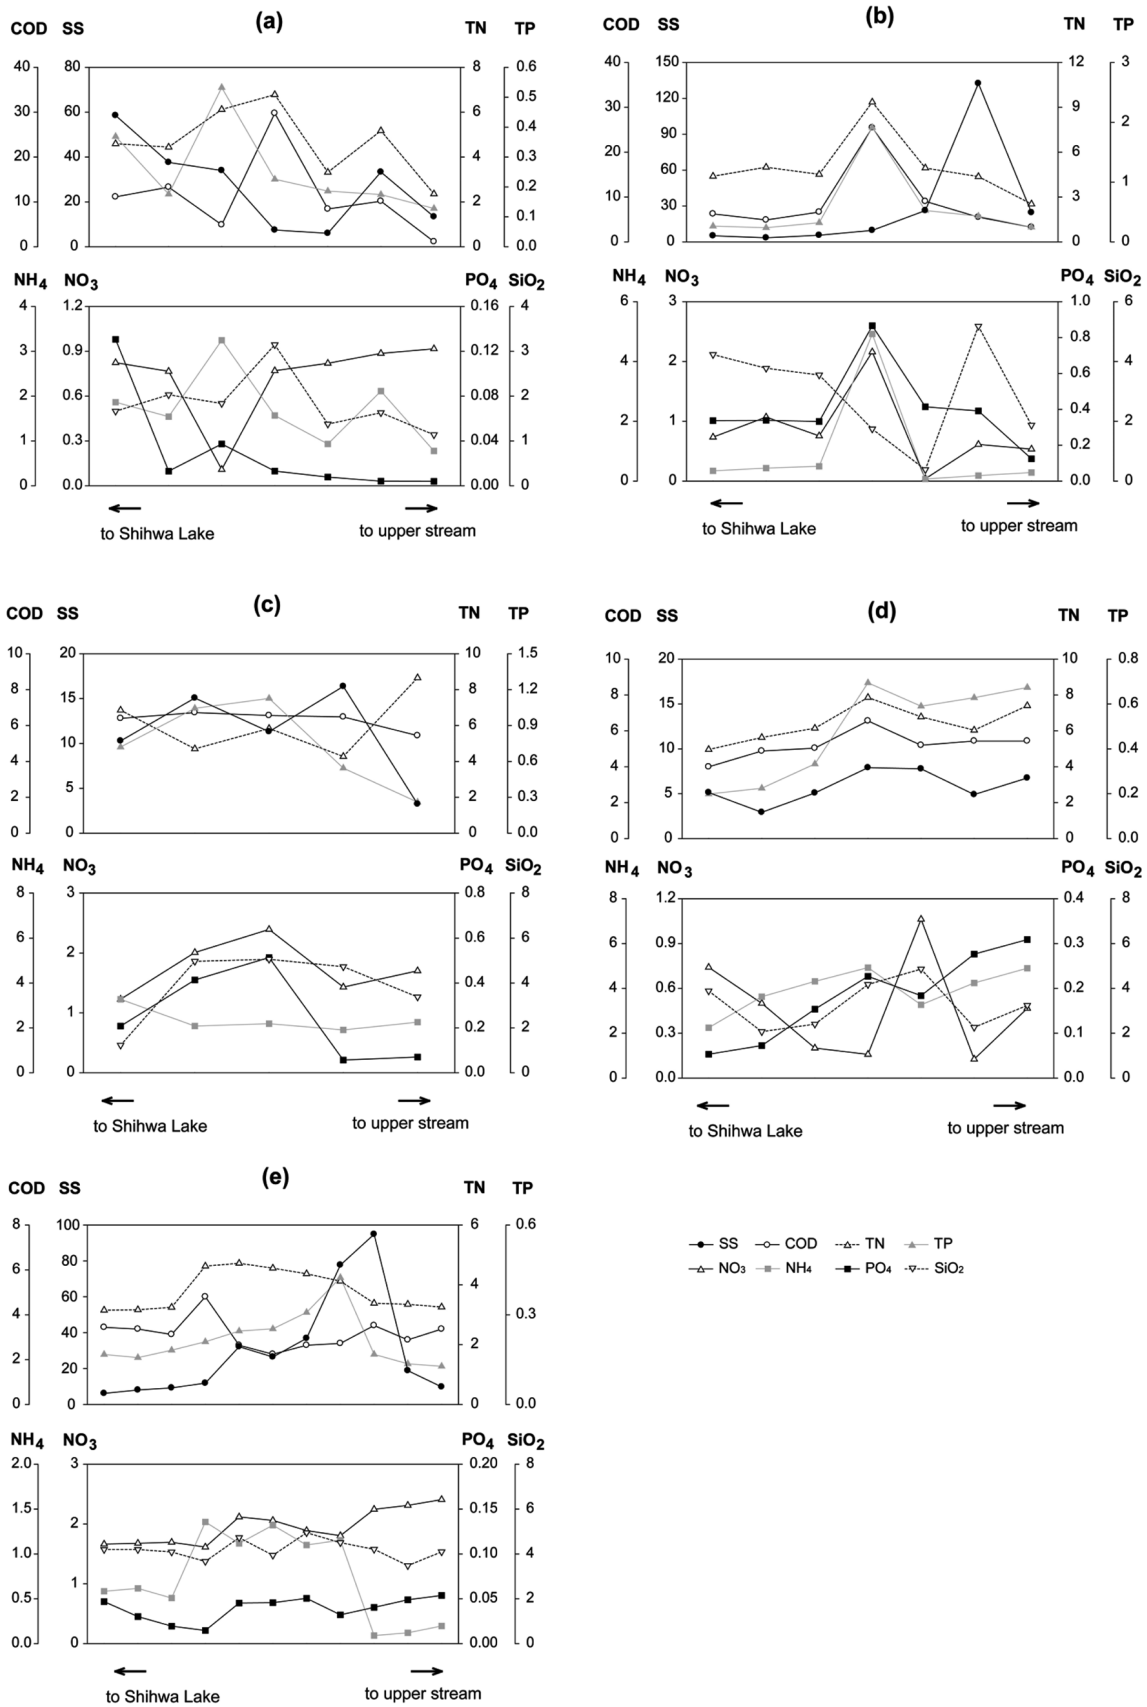 (a)
COD SS TN TP
40 80 8 0.6
0.5
30 60 6
0.4
20 40 4 0.3
0.2
10 20 2
0.1
0 0 0 0.0
NH4 NO3 PO4 SiO2
4 1.2 0.16 4
3 0.9 0.12 3
2 0.6 0.08 2
1 0.3 0.04 1
0 0.0 0.00 0
to Shihwa Lake to upper stream
(b)
COD SS TN TP
40 150 12 3
120
30 9
90 2
20 6
60
1
10 3
30
0 0 0 0
NH4 NO3 PO4 SiO2
6 3 1.0 6
0.8
4 2 4
0.6
0.4
2 1 2
0.2
0 0 0.0 0
to Shihwa Lake to upper stream
(c)
COD SS TN TP
10 20 10 1.5
8 8 1.2
15
6 6 0.9
10
4 4 0.6
5
2 2 0.3
0 0 0 0.0
NH4 NO3 PO4 SiO2
8 3 0.8 8
6 0.6 6
2
4 0.4 4
1
2 0.2 2
0 0 0.0 0
to Shihwa Lake to upper stream
(d)
COD SS TN TP
10 20 10 0.8
8 8
15 0.6
6 6
10 0.4
4 4
5 0.2
2 2
0 0 0 0.0
NH4 NO3 PO4 SiO2
8 1.2 0.4 8
6 0.9 0.3 6
4 0.6 0.2 4
2 0.3 0.1 2
0 0.0 0.0 0
to Shihwa Lake to upper stream
(e)
COD SS TN TP
8 100 6 0.6
80
6
60 4
4 0.3
40
2 2
20
0 0 0 0.0
NH4 NO3 PO4 SiO2
2.0 3 0.20 8
1.5 0.15 6
2
1.0 0.10 4
1
0.5 0.05 2
0.0 0 0.00 0
to Shihwa Lake to upper stream
SS COD TN TP
NO3 NH4 PO4 SiO2